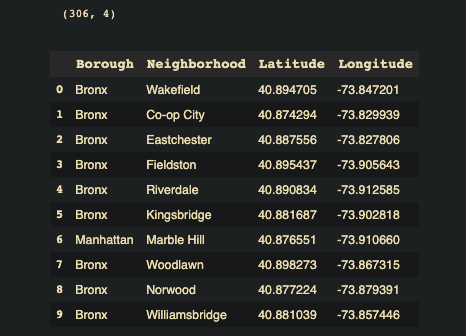 (306, 4)
Borough Neighborhood Latitude Longitude
0 Bronx Wakefield 40.894705 -73.847201
1 Bronx Co-op City 40.874294 -73.829939
2 Bronx Eastchester 40.887556 -73.827806
3 Bronx Fieldston 40.895437 -73.905643
4 Bronx Riverdale 40.890834 -73.912585
5 Bronx Kingsbridge 40.881687 -73.902818
6 Manhattan Marble Hill 40.876551 -73.910660
7 Bronx Woodlawn 40.898273 -73.867315
8 Bronx Norwood 40.877224 -73.879391
9 Bronx Williamsbridge 40.881039 -73.857446